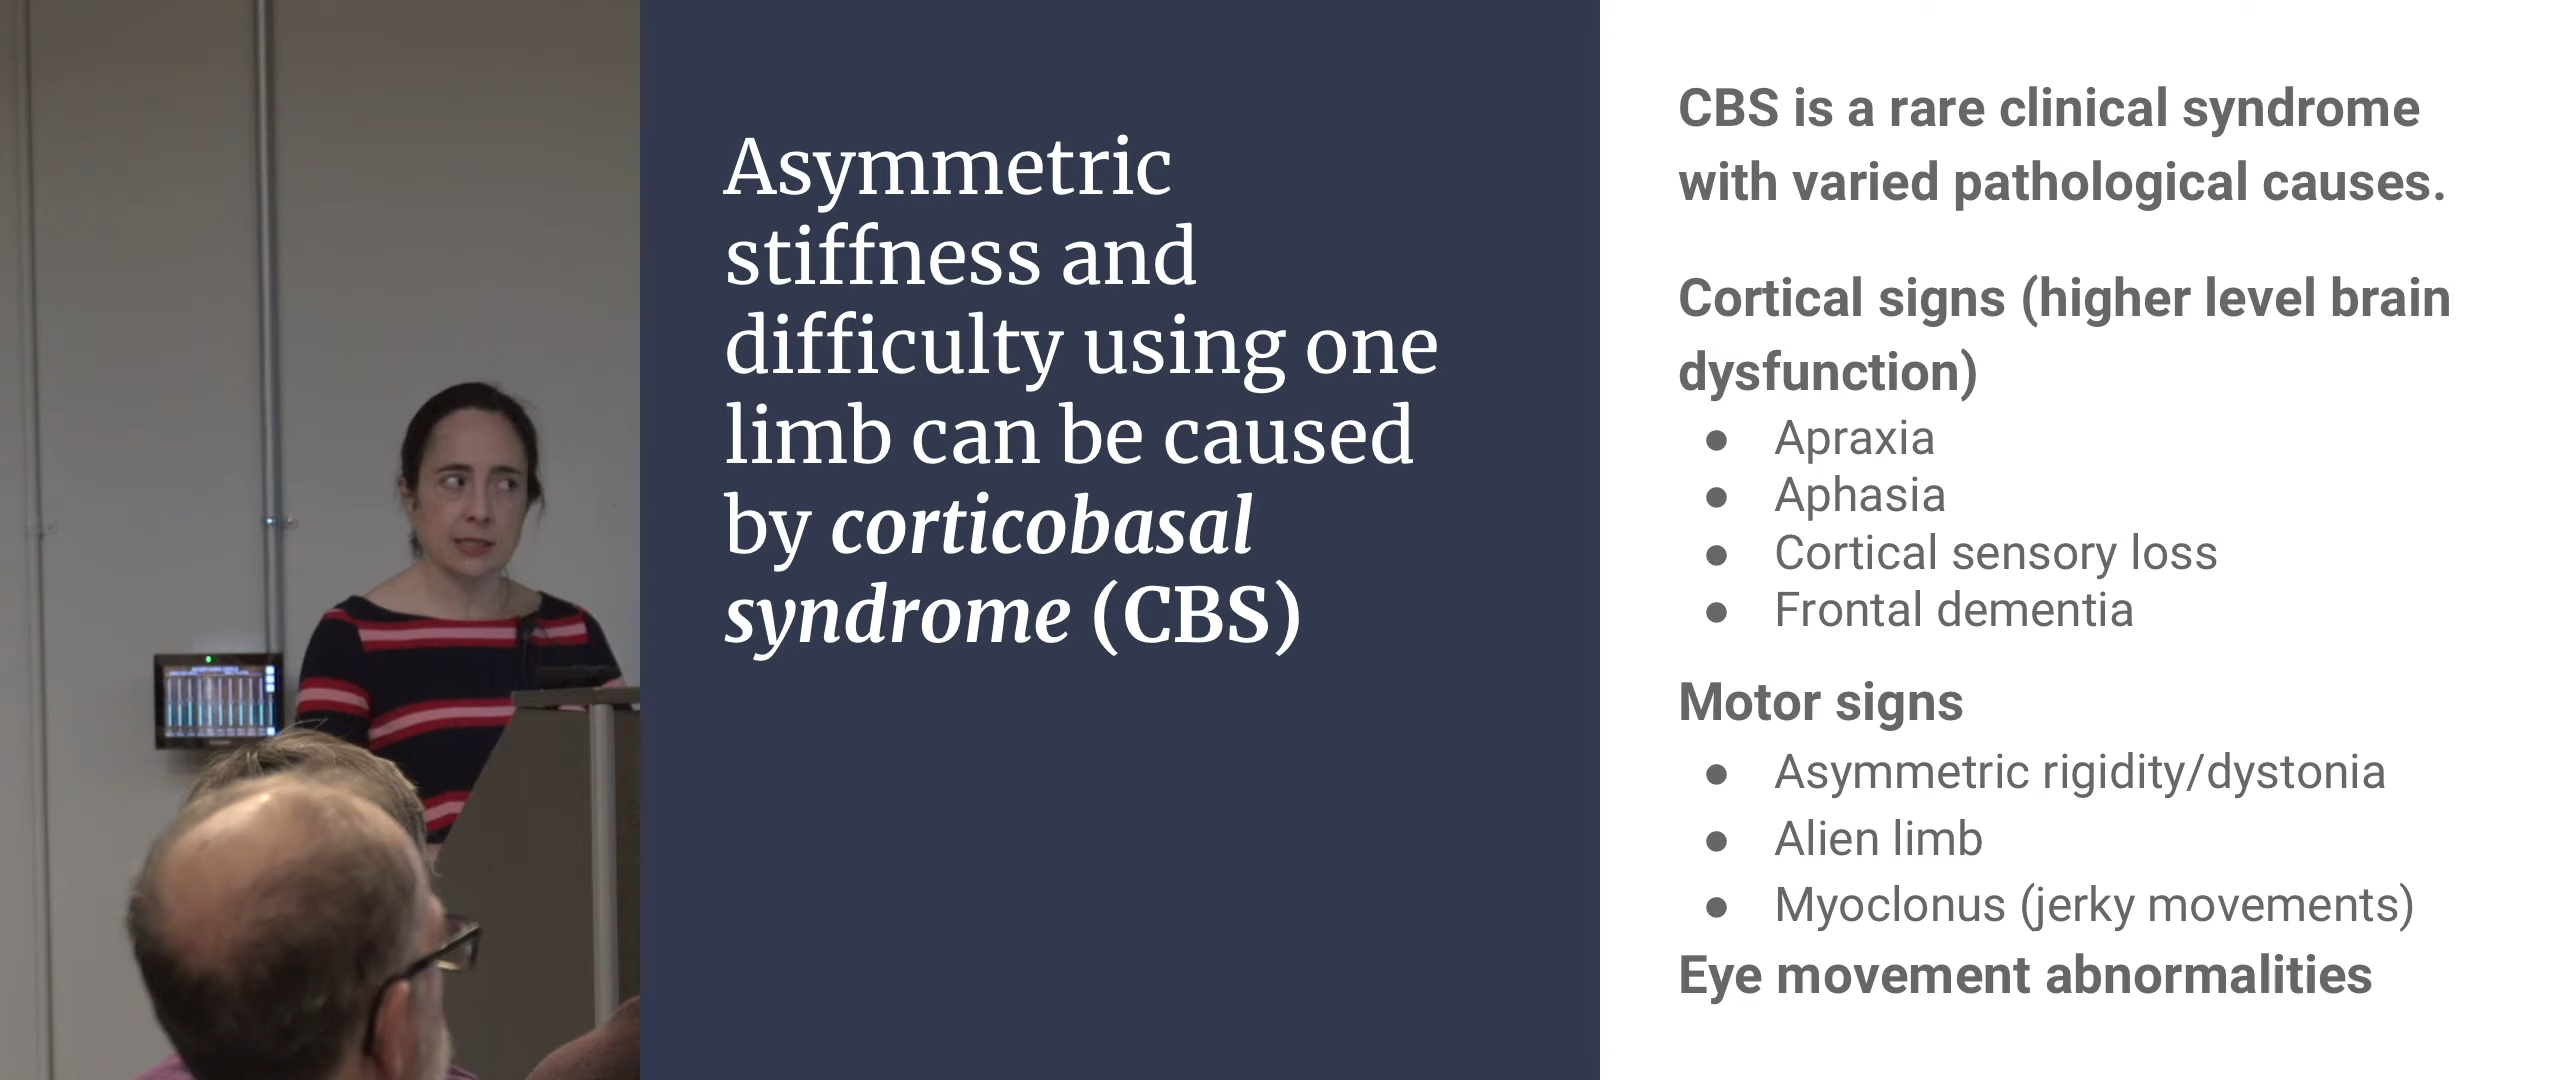 Asymmetric
stiffness and
difficulty using one
limb can be caused
by corticobasal
syndrome (CBS)
CBS is a rare clinical syndrome
with varied pathological causes.
Cortical signs (higher level brain
dysfunction)
● Apraxia
● Aphasia
● Cortical sensory loss
● Frontal dementia
Motor signs
● Asymmetric rigidity/dystonia
● Alien limb
● Myoclonus (jerky movements)
Eye movement abnormalities